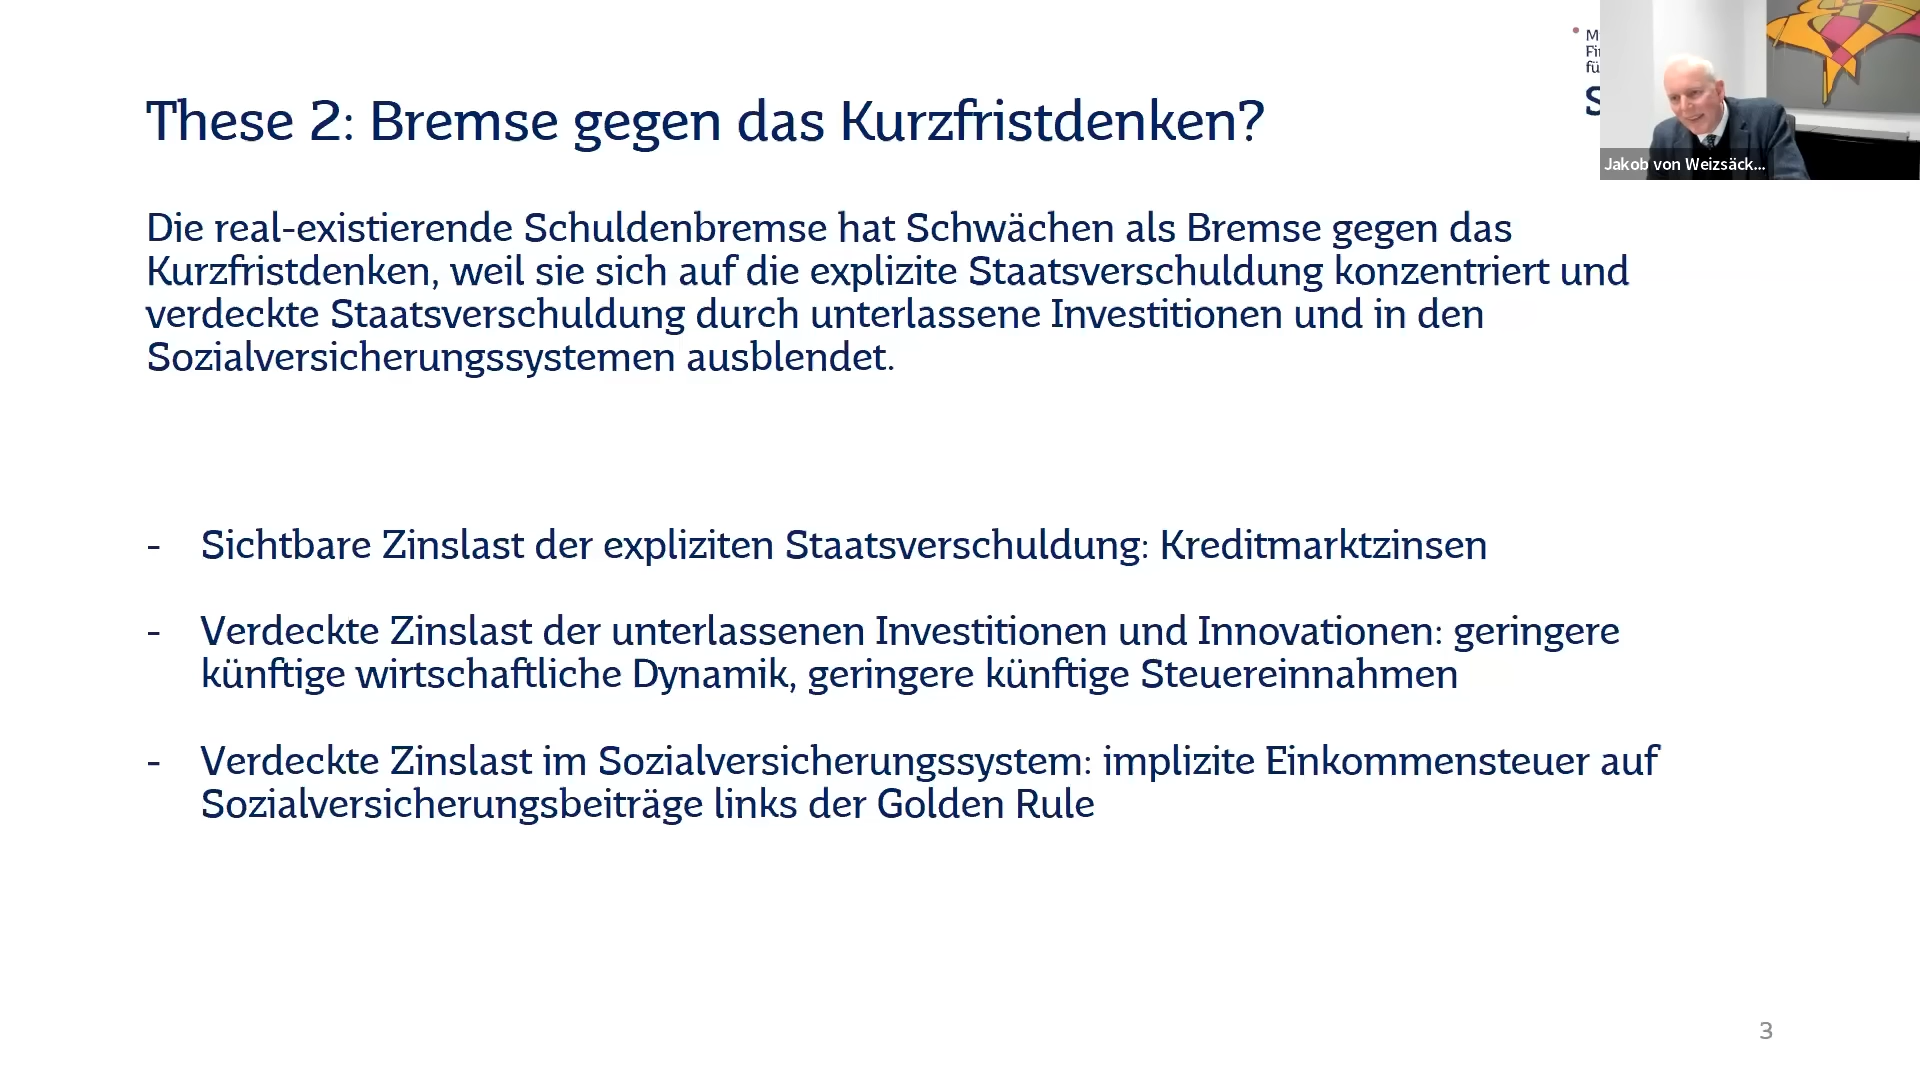 These 2: Bremse gegen das Kurzfristdenken?
Jakob von Weizsäck...
Die real-existierende Schuldenbremse hat Schwächen als Bremse gegen das
Kurzfristdenken, weil sie sich auf die explizite Staatsverschuldung konzentriert und
verdeckte Staatsverschuldung durch unterlassene Investitionen und in den
Sozialversicherungssystemen ausblendet.
- Sichtbare Zinslast der expliziten Staatsverschuldung: Kreditmarktzinsen
- Verdeckte Zinslast der unterlassenen Investitionen und Innovationen: geringere
künftige wirtschaftliche Dynamik, geringere künftige Steuereinnahmen
- Verdeckte Zinslast im Sozialversicherungssystem: implizite Einkommensteuer auf
Sozialversicherungsbeiträge links der Golden Rule
3